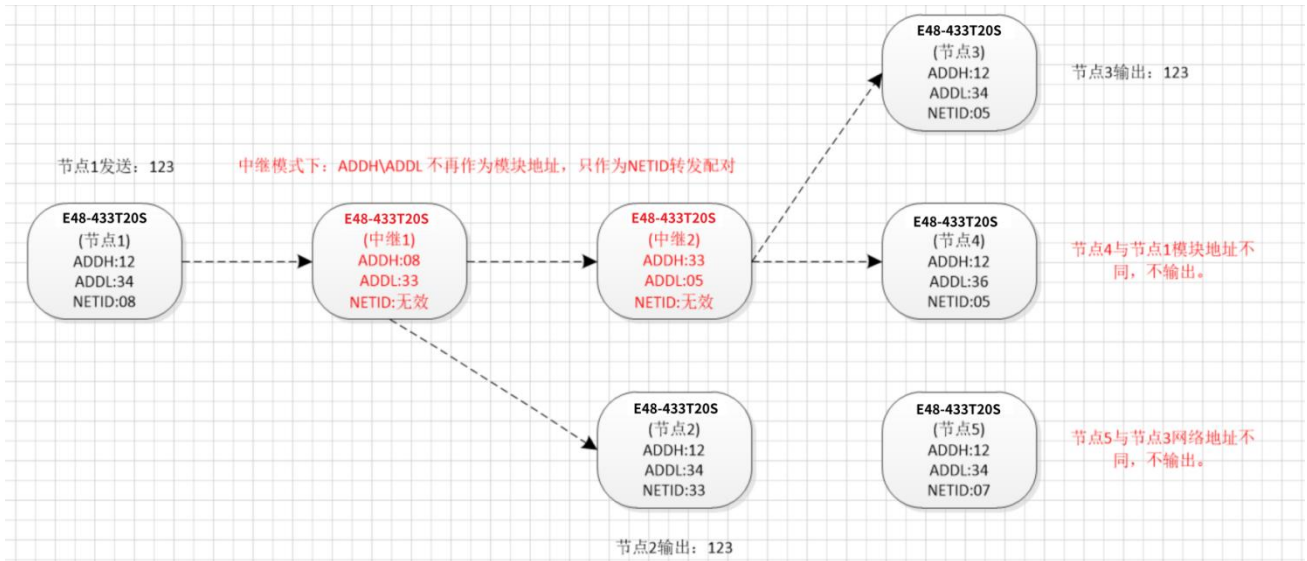 E48-433T20S
(节点3)
ADDH:12
ADDL:34
NETID:05
节点3输出：123
节点1发送：123
中继模式下：ADDH\ADDL 不再作为模块地址，只作为NETID转发配对
E48-433T20S
(节点1)
ADDH:12
ADDL:34
NETID:08
E48-433T20S
(中继1)
ADDH:08
ADDL:33
NETID:无效
E48-433T20S
(中继2)
ADDH:33
ADDL:05
NETID:无效
E48-433T20S
(节点4)
ADDH:12
ADDL:36
NETID:05
节点4与节点1模块地址不
同，不输出。
E48-433T20S
(节点2)
ADDH:12
ADDL:34
NETID:33
E48-433T20S
(节点5)
ADDH:12
ADDL:34
NETID:07
节点5与节点3网络地址不
同，不输出。
节点2输出：123